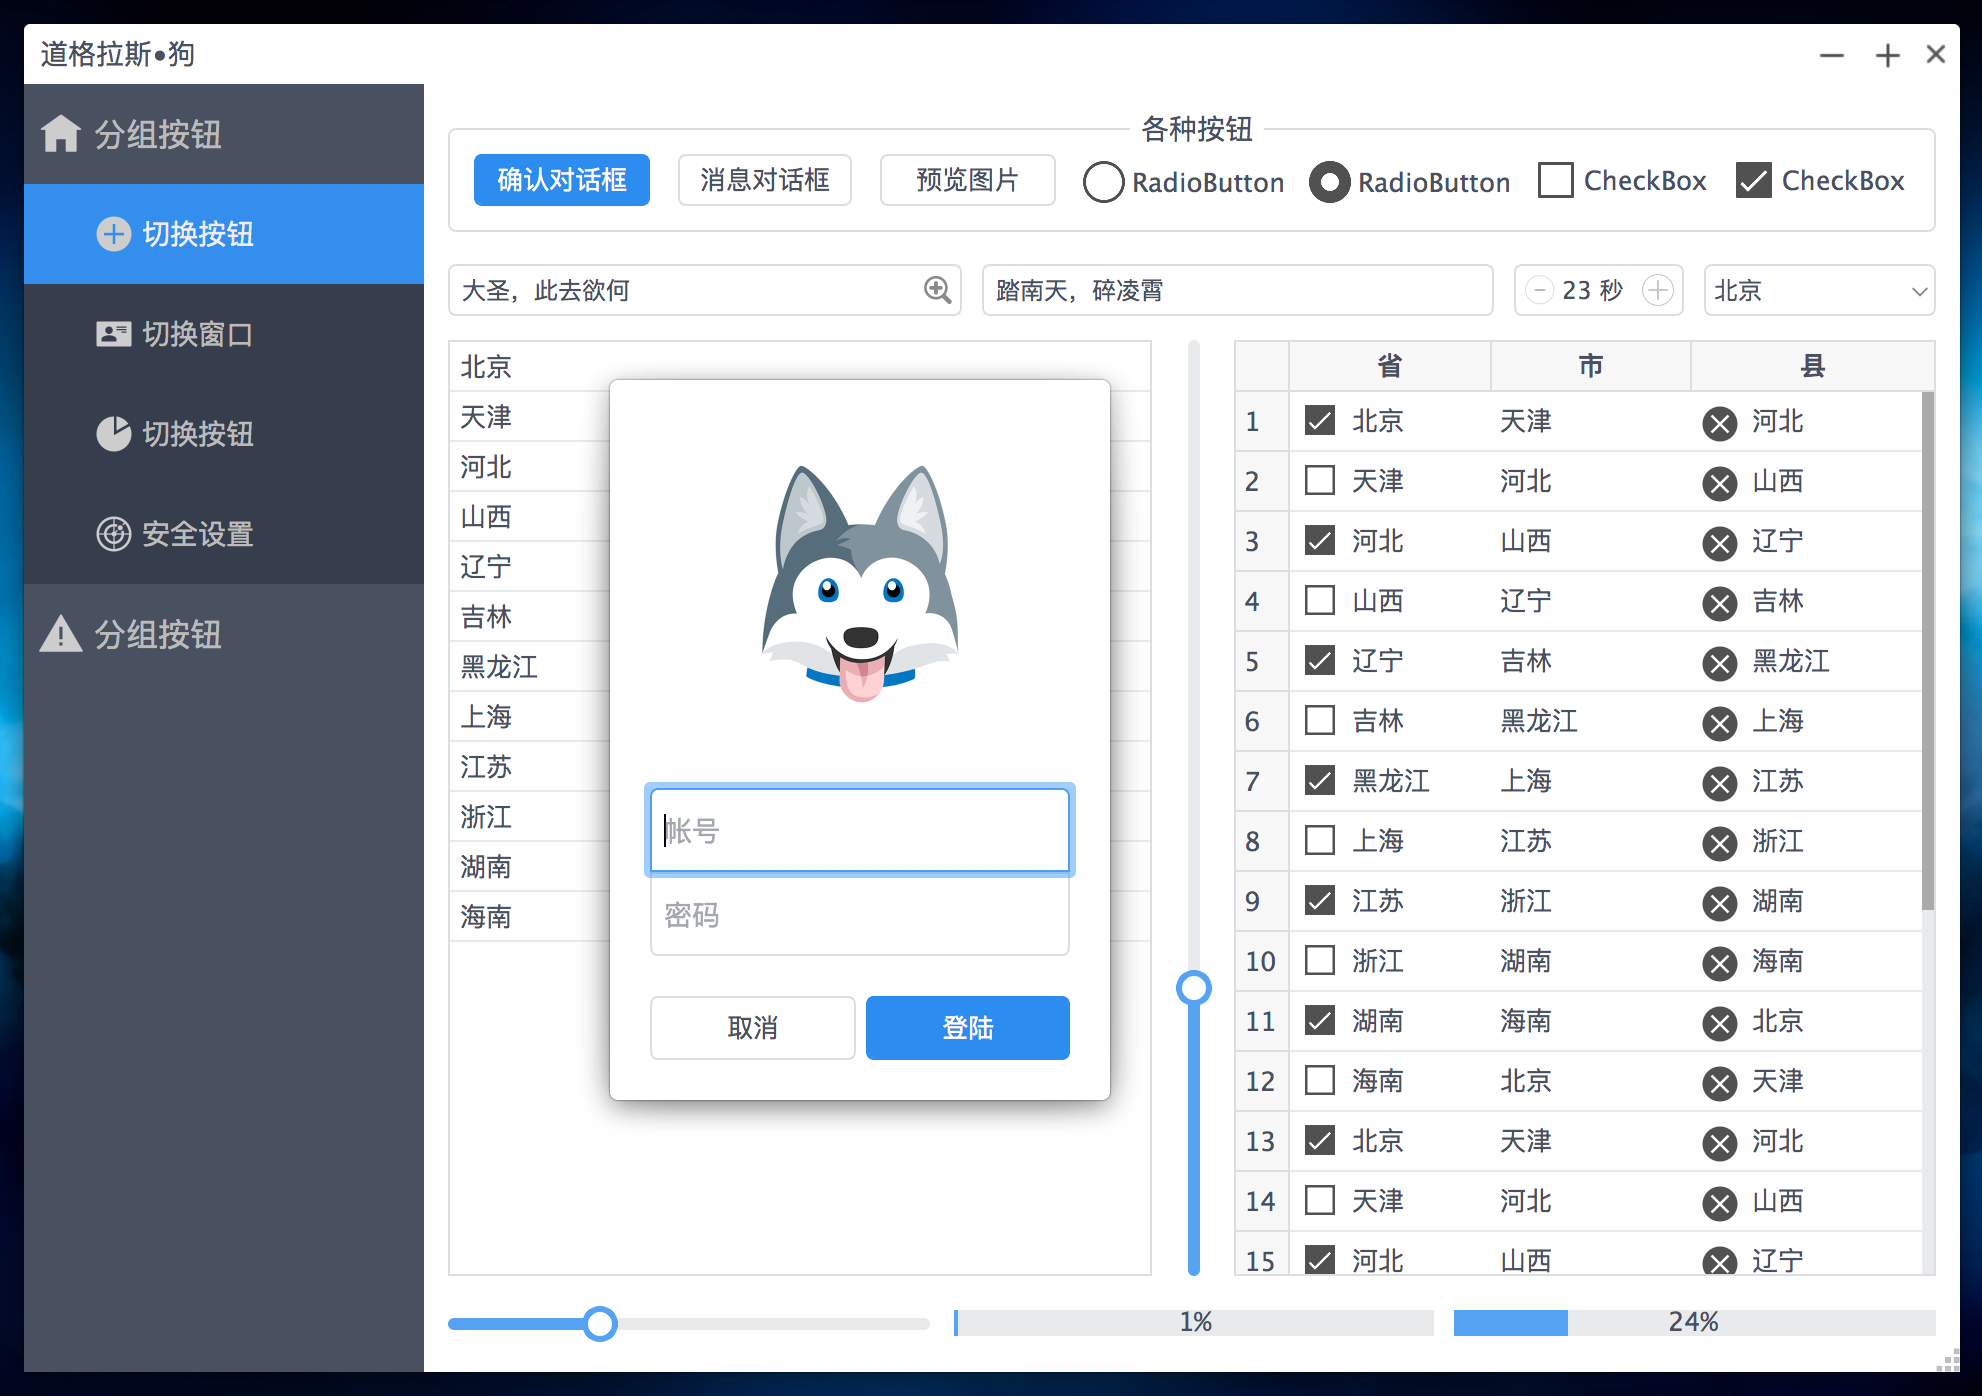 道格拉斯•狗
分组按钮
切换按钮
切换窗口
切换按钮
安全设置
分组按钮
各种按钮
确认对话框 消息对话框 预览图片 RadioButton RadioButton CheckBox CheckBox
大圣，此去欲何 踏南天，碎凌霄 23 秒 北京
北京
天津
河北
山西
辽宁
吉林
黑龙江
上海
江苏
浙江
湖南
海南
帐号
密码
取消 登陆
省 市 县
1 北京 天津 河北
2 天津 河北 山西
3 河北 山西 辽宁
4 山西 辽宁 吉林
5 辽宁 吉林 黑龙江
6 吉林 黑龙江 上海
7 黑龙江 上海 江苏
8 上海 江苏 浙江
9 江苏 浙江 湖南
10 浙江 湖南 海南
11 湖南 海南 北京
12 海南 北京 天津
13 北京 天津 河北
14 天津 河北 山西
15 河北 山西 辽宁
1% 24%